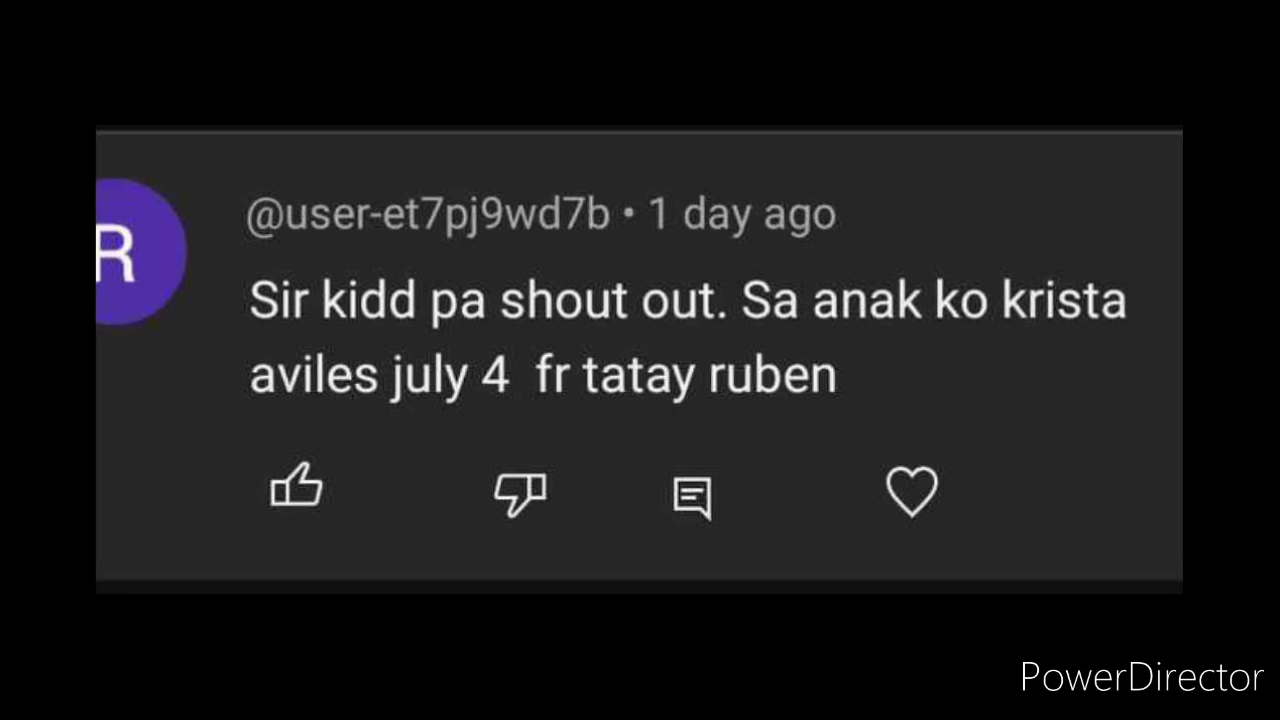 R
@user-et7pj9wd7b • 1 day ago
Sir kidd pa shout out. Sa anak ko krista
aviles july 4  fr tatay ruben
PowerDirector